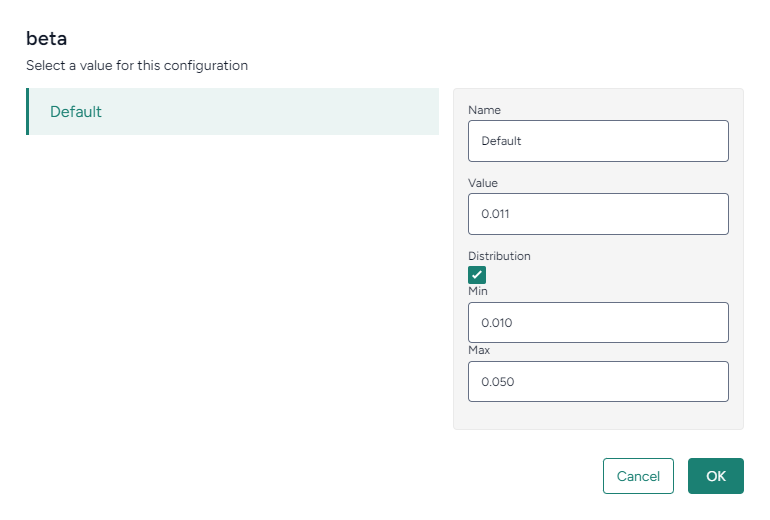 beta
Select a value for this configuration
Default
Name
Default
Value
0.011
Distribution
Min
0.010
Max
0.050
Cancel
OK